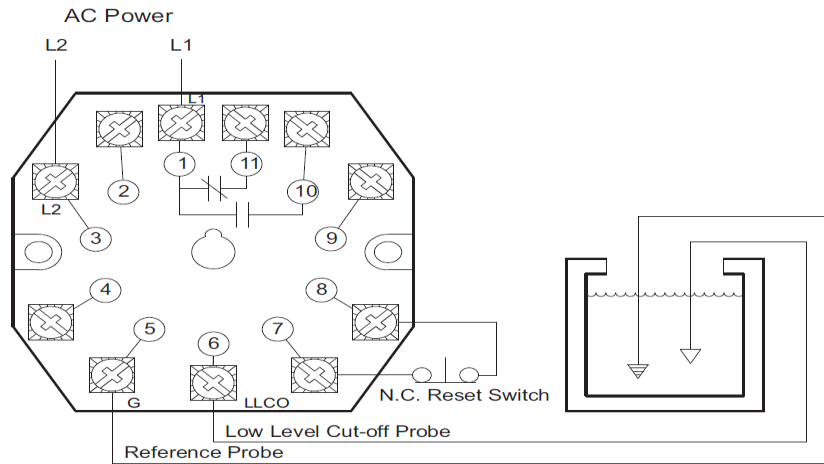 AC Power
L2 L1
L1
1 11
2 10
L2
3 9
4 8
5 6 7
N.C. Reset Switch
G LLCO
Low Level Cut-off Probe
Reference Probe